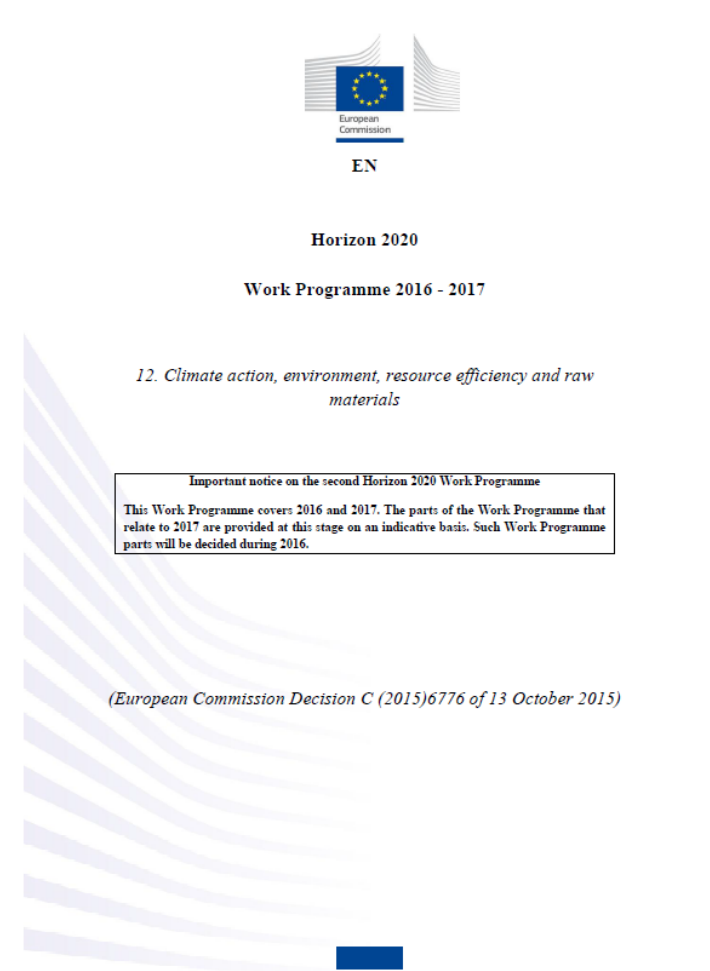 European
Commission
EN
Horizon 2020
Work Programme 2016 - 2017
12. Climate action, environment, resource efficiency and raw
materials
Important notice on the second Horizon 2020 Work Programme
This Work Programme covers 2016 and 2017. The parts of the Work Programme that
relate to 2017 are provided at this stage on an indicative basis. Such Work Programme
parts will be decided during 2016.
(European Commission Decision C (2015)6776 of 13 October 2015)